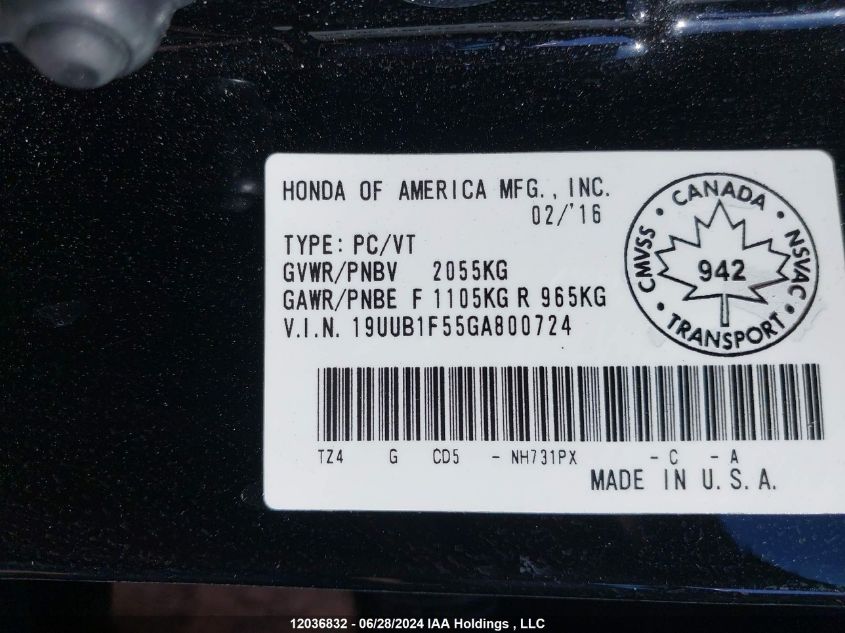 HONDA OF AMERICA MFG., INC.
02/'16
TYPE: PC/VT
GVWR/PNBV 2055KG
GAWR/PNBE F 1105KG R 965KG
V.I.N. 19UUB1F55GA800724
CANADA
CMVSS 942 NSVAC
TRANSPORT
TZ4 G CD5 - NH731PX - C - A
MADE IN U.S.A.
12036832 - 06/28/2024 IAA Holdings , LLC